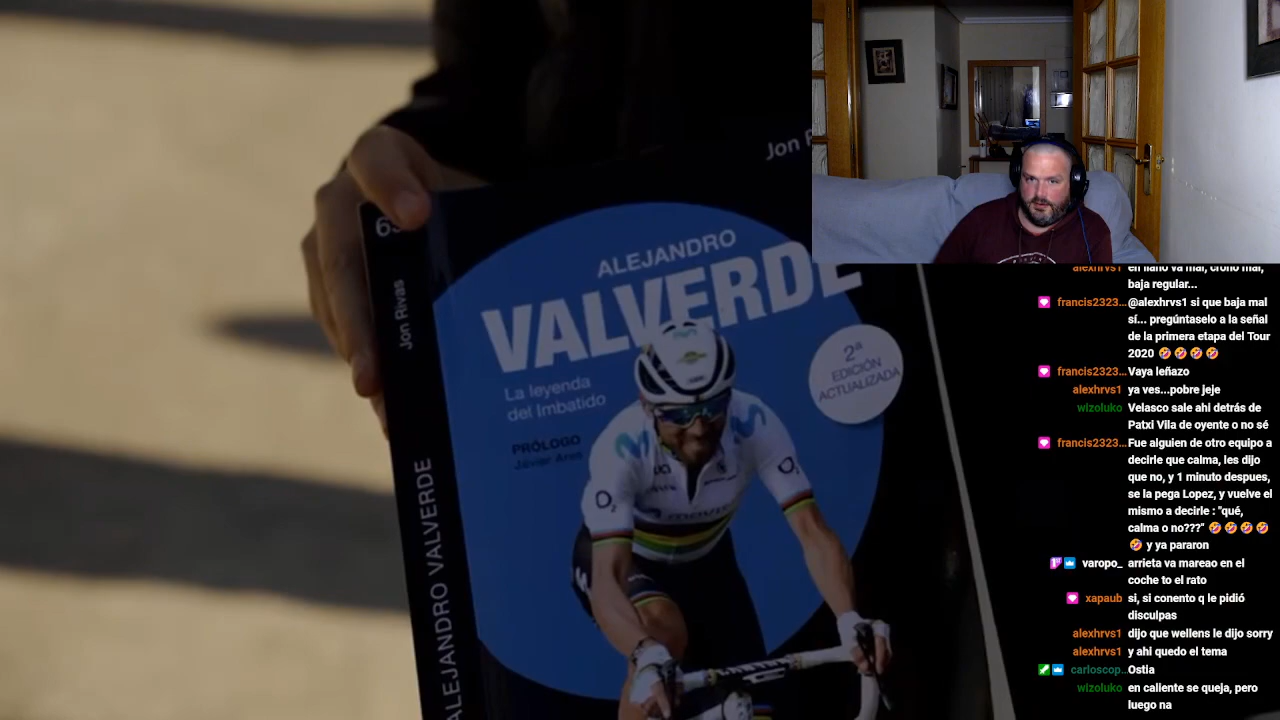 Jon
ALEJANDRO
VALVERDE
La leyenda
del Imbatido
PRÓLOGO
Javier Ares
2ª
EDICIÓN
ACTUALIZADA
Jon Rivas
ALEJANDRO VALVERDE
O2
alexhrvs1 en llano va mal, crono mal,
baja regular...
francis2323... @alexhrvs1 si que baja mal
sí... pregúntaselo a la señal
de la primera etapa del Tour
2020 🤣🤣🤣🤣
francis2323... Vaya leñazo
alexhrvs1 ya ves...pobre jeje
wizoluko Velasco sale ahi detrás de
Patxi Vila de oyente o no sé
francis2323... Fue alguien de otro equipo a
decirle que calma, les dijo
que no, y 1 minuto despues,
se la pega Lopez, y vuelve el
mismo a decirle : "qué,
calma o no???" 🤣🤣🤣🤣
🤣 y ya pararon
varopo_ arrieta va mareao en el
coche to el rato
xapaub si, si conento q le pidió
disculpas
alexhrvs1 dijo que wellens le dijo sorry
alexhrvs1 y ahi quedo el tema
carloscop... Ostia
wizoluko en caliente se queja, pero
luego na